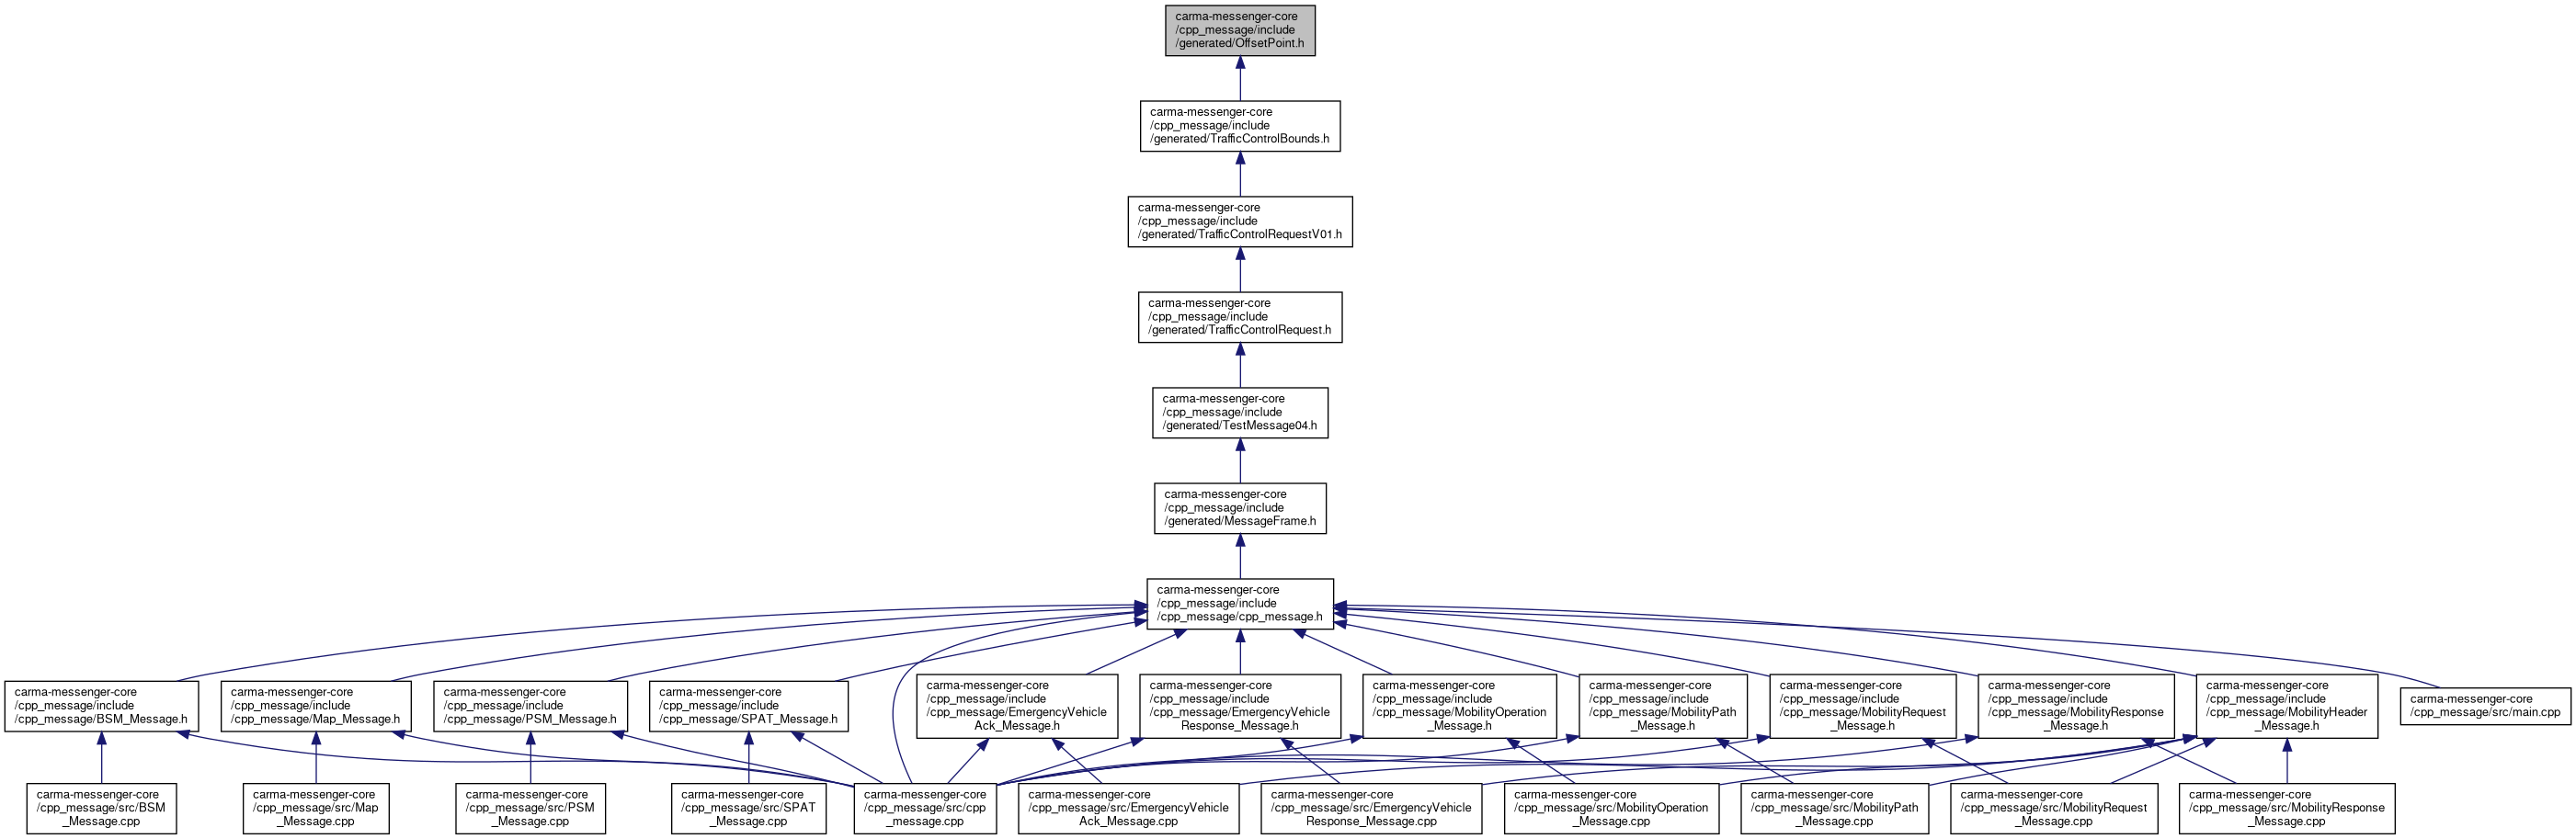 carma-messenger-core
/cpp_message/include
/generated/OffsetPoint.h
carma-messenger-core
/cpp_message/include
/generated/TrafficControlBounds.h
carma-messenger-core
/cpp_message/include
/generated/TrafficControlRequestV01.h
carma-messenger-core
/cpp_message/include
/generated/TrafficControlRequest.h
carma-messenger-core
/cpp_message/include
/generated/TestMessage04.h
carma-messenger-core
/cpp_message/include
/generated/MessageFrame.h
carma-messenger-core
/cpp_message/include
/cpp_message/cpp_message.h
carma-messenger-core
/cpp_message/include
/cpp_message/BSM_Message.h
carma-messenger-core
/cpp_message/include
/cpp_message/Map_Message.h
carma-messenger-core
/cpp_message/include
/cpp_message/PSM_Message.h
carma-messenger-core
/cpp_message/include
/cpp_message/SPAT_Message.h
carma-messenger-core
/cpp_message/include
/cpp_message/EmergencyVehicle
Ack_Message.h
carma-messenger-core
/cpp_message/include
/cpp_message/EmergencyVehicle
Response_Message.h
carma-messenger-core
/cpp_message/include
/cpp_message/MobilityOperation
_Message.h
carma-messenger-core
/cpp_message/include
/cpp_message/MobilityPath
_Message.h
carma-messenger-core
/cpp_message/include
/cpp_message/MobilityRequest
_Message.h
carma-messenger-core
/cpp_message/include
/cpp_message/MobilityResponse
_Message.h
carma-messenger-core
/cpp_message/include
/cpp_message/MobilityHeader
_Message.h
carma-messenger-core
/cpp_message/src/main.cpp
carma-messenger-core
/cpp_message/src/BSM
_Message.cpp
carma-messenger-core
/cpp_message/src/Map
_Message.cpp
carma-messenger-core
/cpp_message/src/PSM
_Message.cpp
carma-messenger-core
/cpp_message/src/SPAT
_Message.cpp
carma-messenger-core
/cpp_message/src/cpp
_message.cpp
carma-messenger-core
/cpp_message/src/EmergencyVehicle
Ack_Message.cpp
carma-messenger-core
/cpp_message/src/EmergencyVehicle
Response_Message.cpp
carma-messenger-core
/cpp_message/src/MobilityOperation
_Message.cpp
carma-messenger-core
/cpp_message/src/MobilityPath
_Message.cpp
carma-messenger-core
/cpp_message/src/MobilityRequest
_Message.cpp
carma-messenger-core
/cpp_message/src/MobilityResponse
_Message.cpp